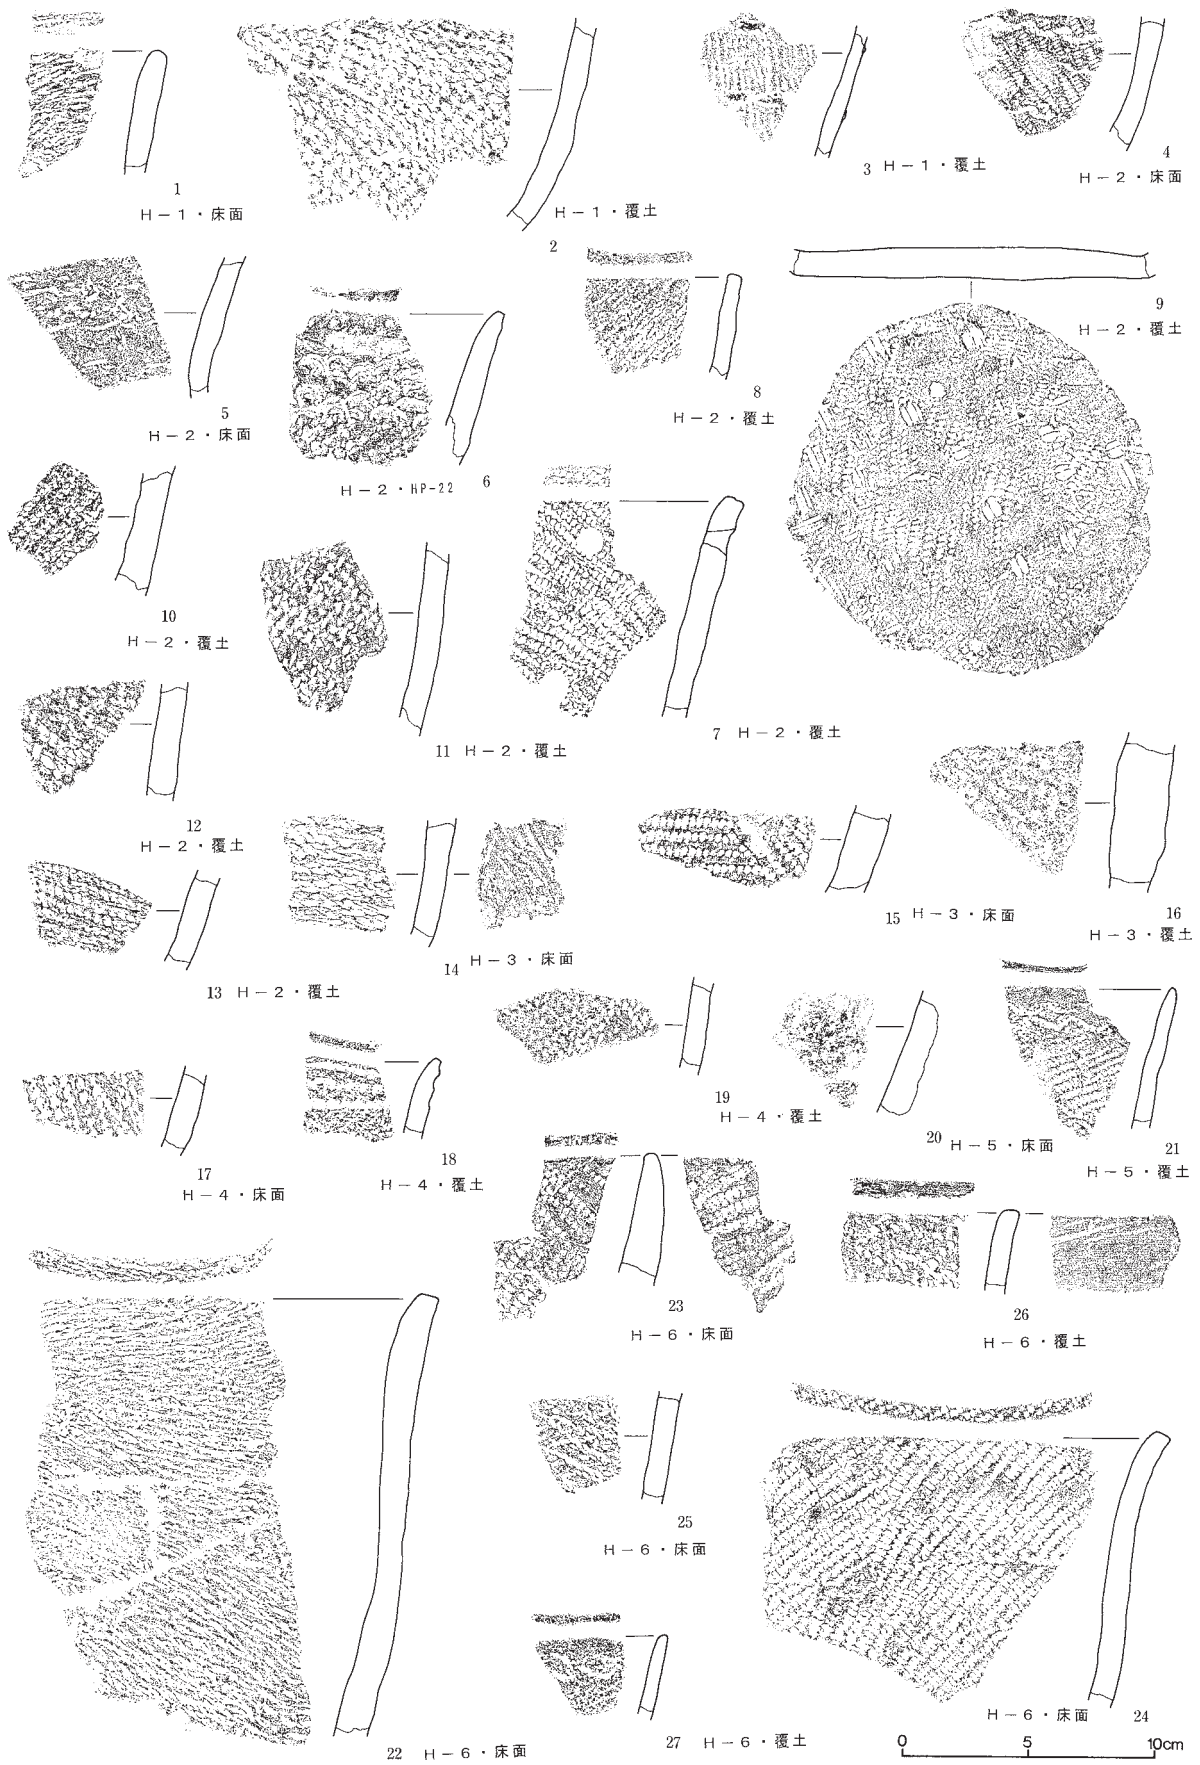 1
H－1・床面
H－1・覆土
2
3 H－1・覆土
4
H－2・床面
5
H－2・床面
H－2・HP-22 6
8
H－2・覆土
9
H－2・覆土
10
H－2・覆土
11 H－2・覆土
7 H－2・覆土
12
H－2・覆土
13 H－2・覆土
14 H－3・床面
15 H－3・床面
16
H－3・覆土
17
H－4・床面
18
H－4・覆土
19
H－4・覆土
20 H－5・床面
21
H－5・覆土
22 H－6・床面
23
H－6・床面
26
H－6・覆土
25
H－6・床面
H－6・床面 24
27 H－6・覆土
0 5 10cm